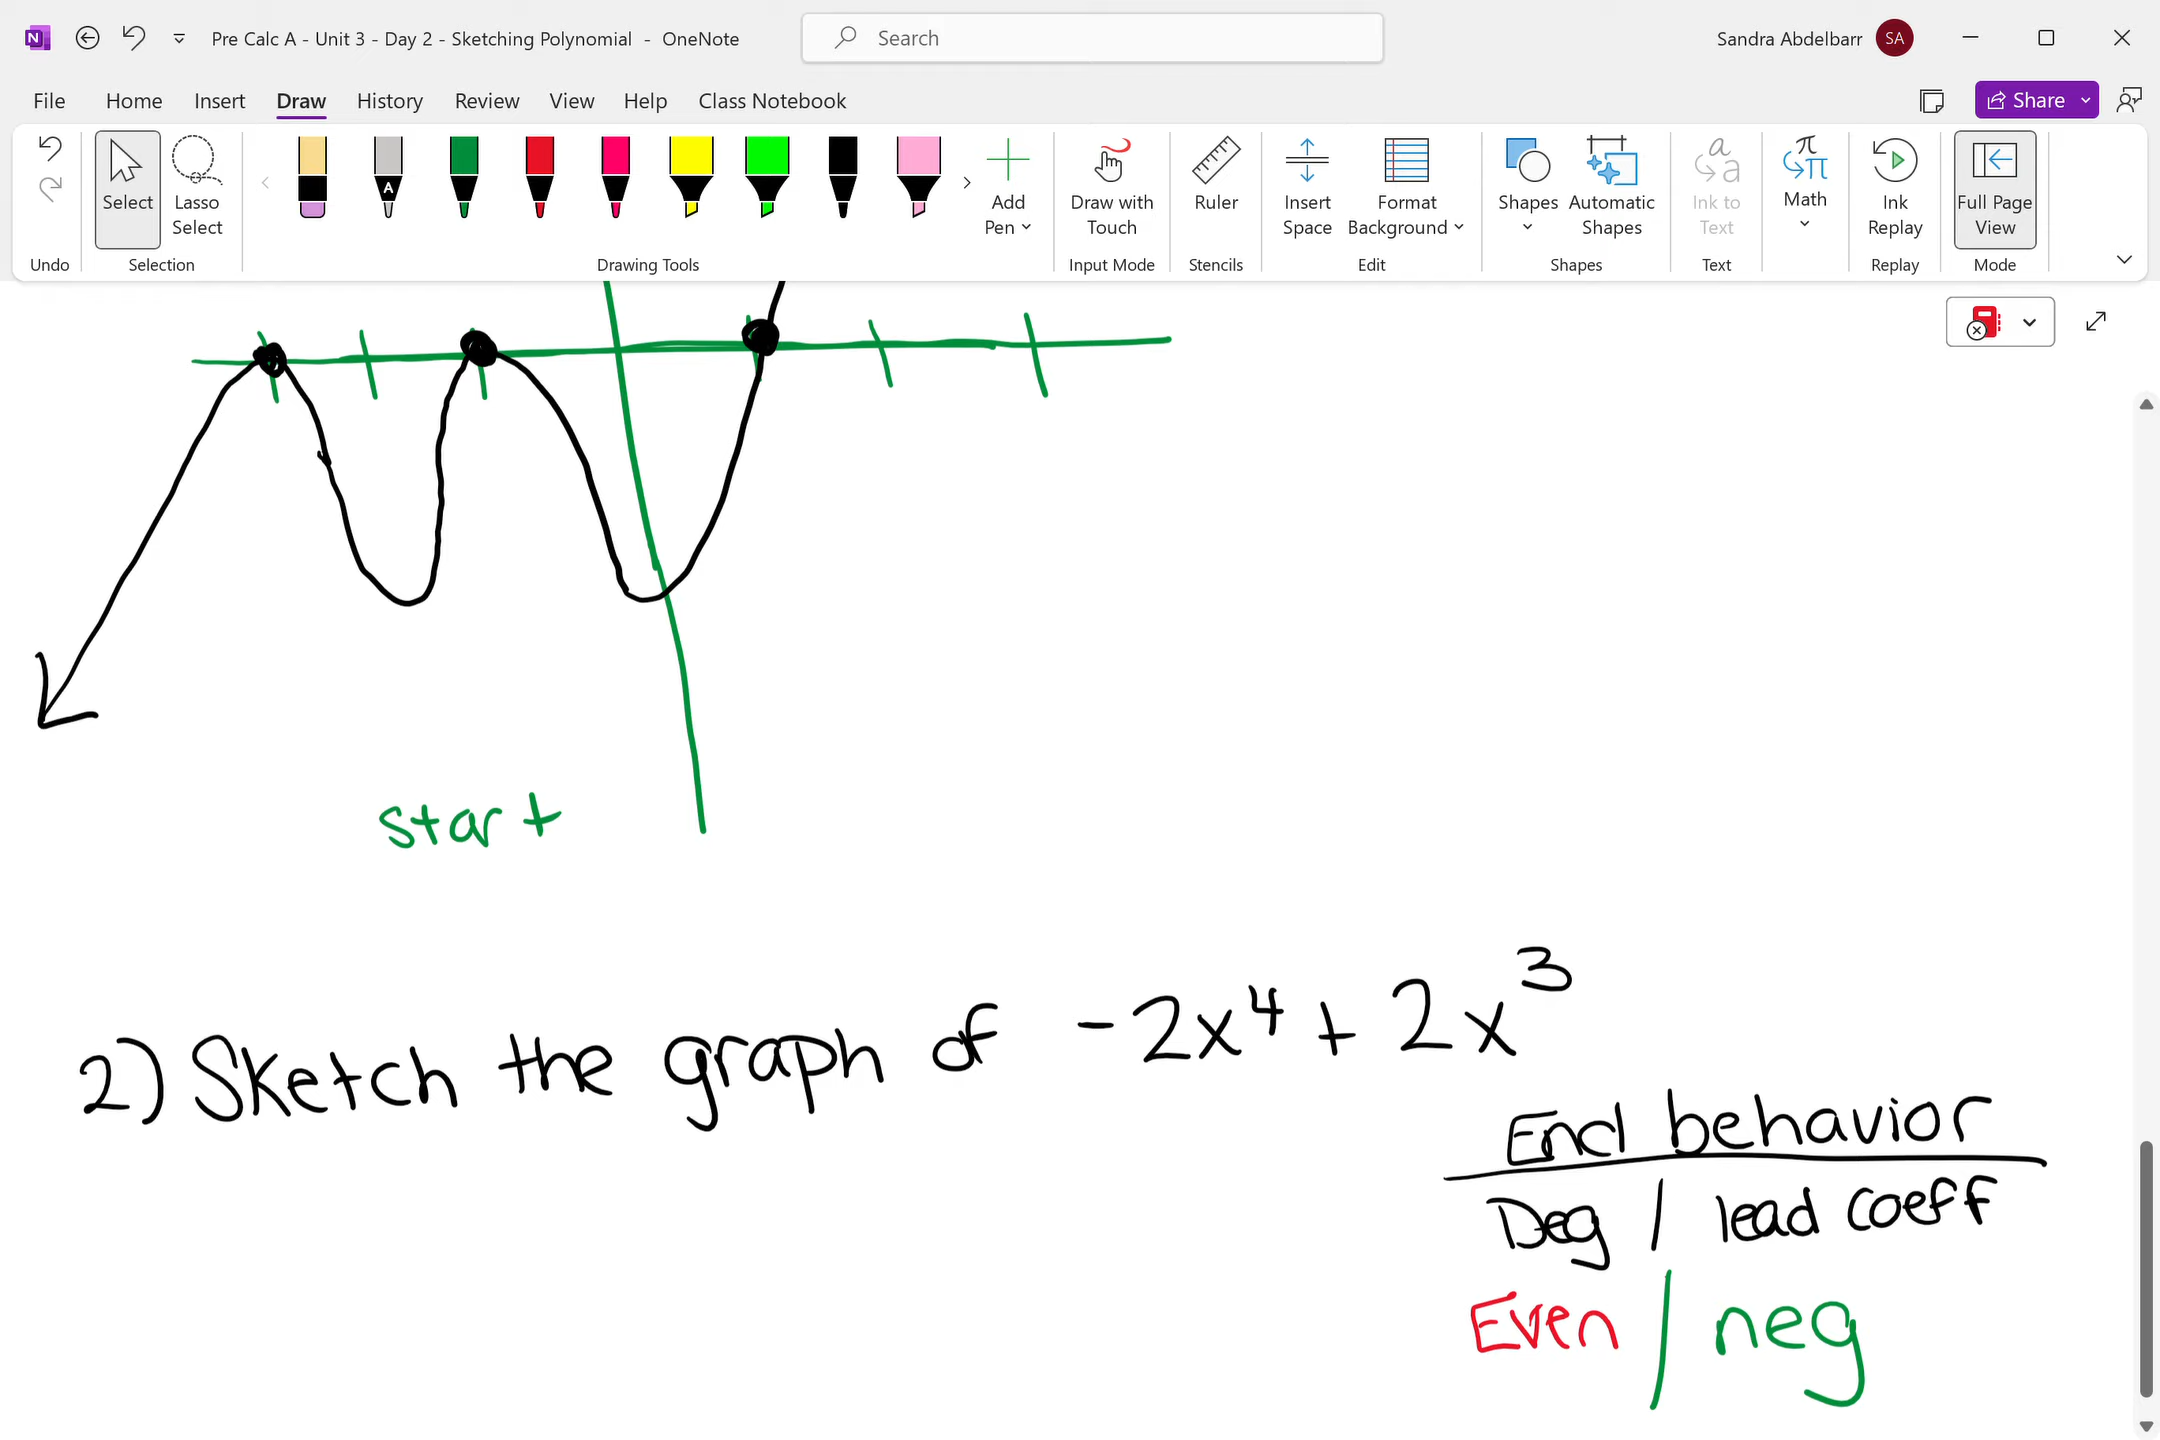 Pre Calc A - Unit 3 - Day 2 - Sketching Polynomial - OneNote
Search
Sandra Abdelbarr SA
File Home Insert Draw History Review View Help Class Notebook
Share
Select
Lasso Select
A
Add Pen
Draw with Touch
Ruler
Insert Space
Format Background
Shapes
Automatic Shapes
Ink to Text
Math
Ink Replay
Full Page View
Undo Selection Drawing Tools Input Mode Stencils Edit Shapes Text Replay Mode
start
2) Sketch the graph of -2x⁴ + 2x³
End behavior
Deg / lead coeff
Even / neg